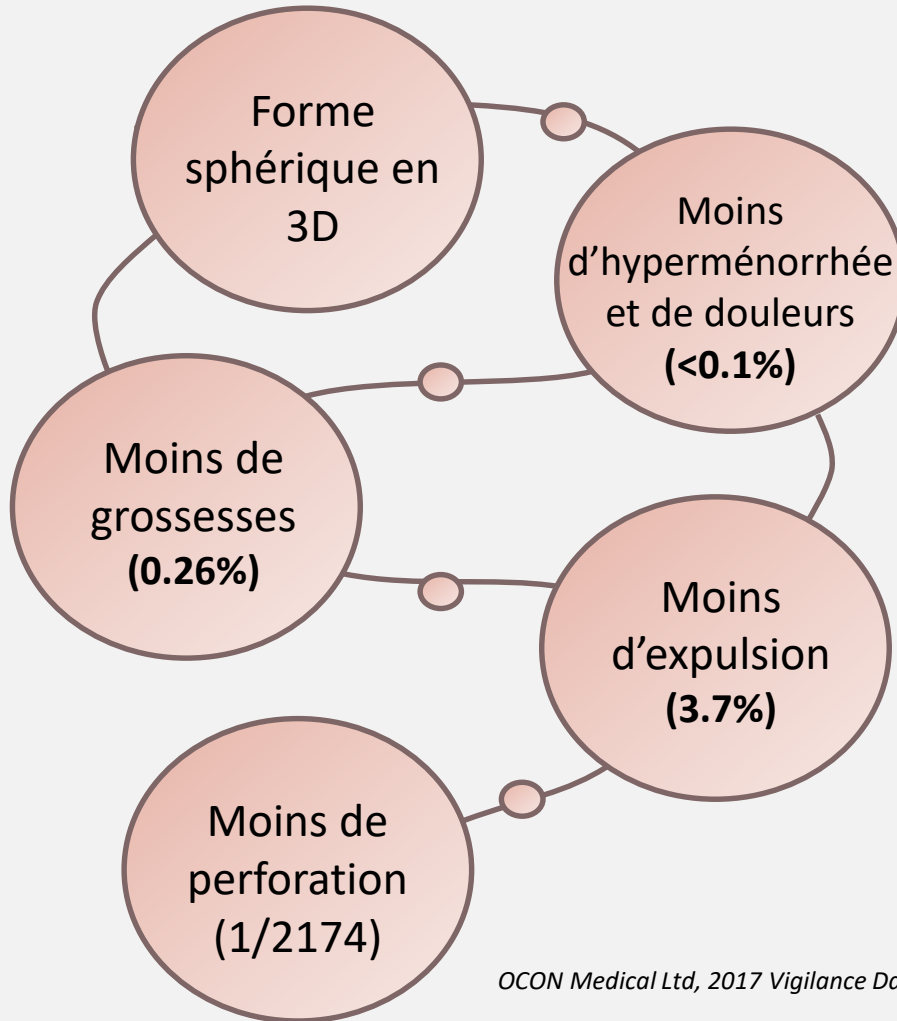 Forme
sphérique en
3D
Moins
d’hyperménorrhée
et de douleurs
(<0.1%)
Moins de
grossesses
(0.26%)
Moins
d’expulsion
(3.7%)
Moins de
perforation
(1/2174)
OCON Medical Ltd, 2017 Vigilance